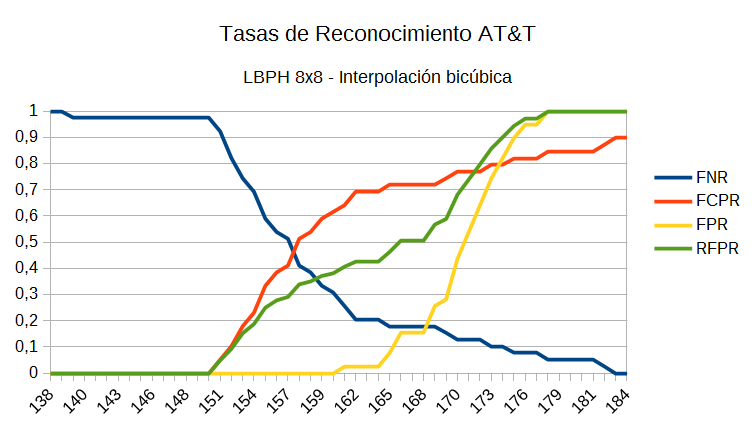 Tasas de Reconocimiento AT&T
LBPH 8x8 - Interpolación bicúbica
1
0,9
0,8
0,7
0,6
0,5
0,4
0,3
0,2
0,1
0
138 140 143 146 148 151 154 157 159 162 165 168 170 173 176 179 181 184
FNR
FCPR
FPR
RFPR